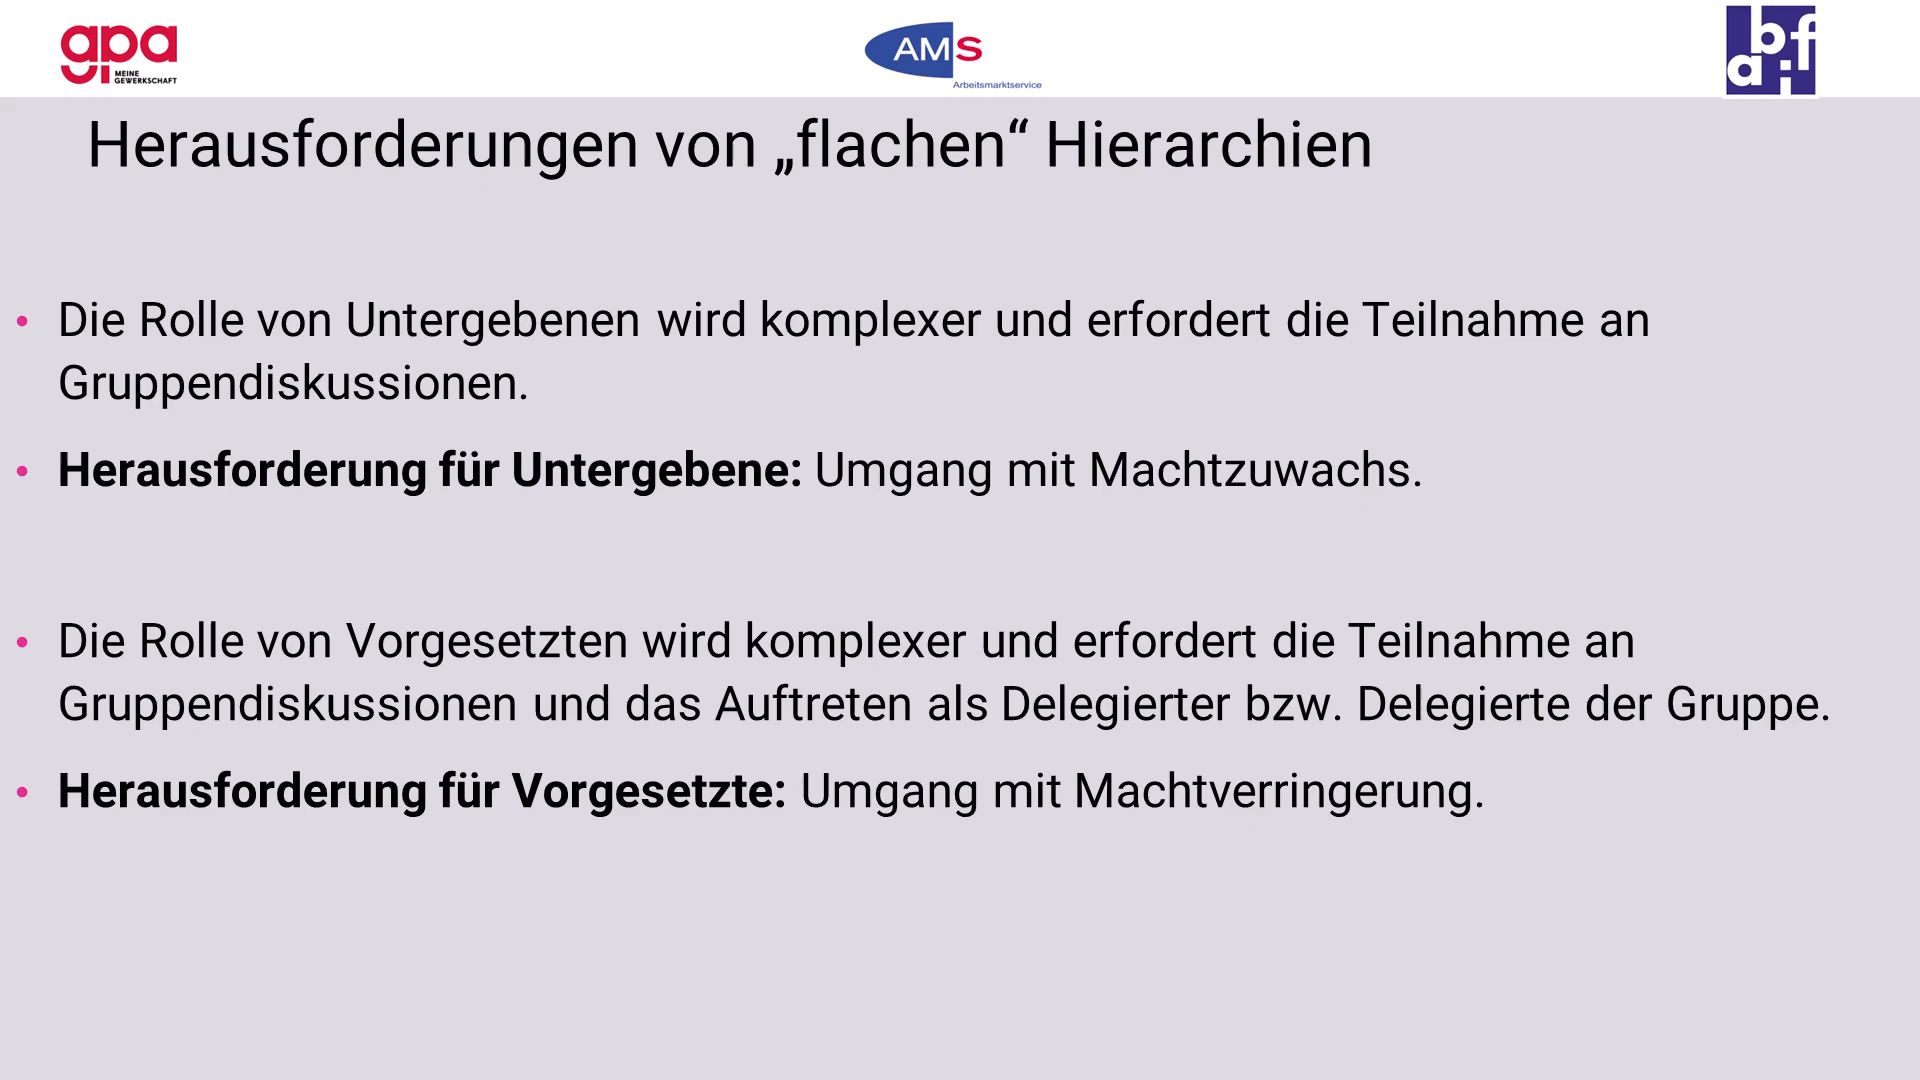 gpa
MEINE
GEWERKSCHAFT
AMS
Arbeitsmarktservice
abif
Herausforderungen von „flachen“ Hierarchien
• Die Rolle von Untergebenen wird komplexer und erfordert die Teilnahme an
Gruppendiskussionen.
• Herausforderung für Untergebene: Umgang mit Machtzuwachs.
• Die Rolle von Vorgesetzten wird komplexer und erfordert die Teilnahme an
Gruppendiskussionen und das Auftreten als Delegierter bzw. Delegierte der Gruppe.
• Herausforderung für Vorgesetzte: Umgang mit Machtverringerung.